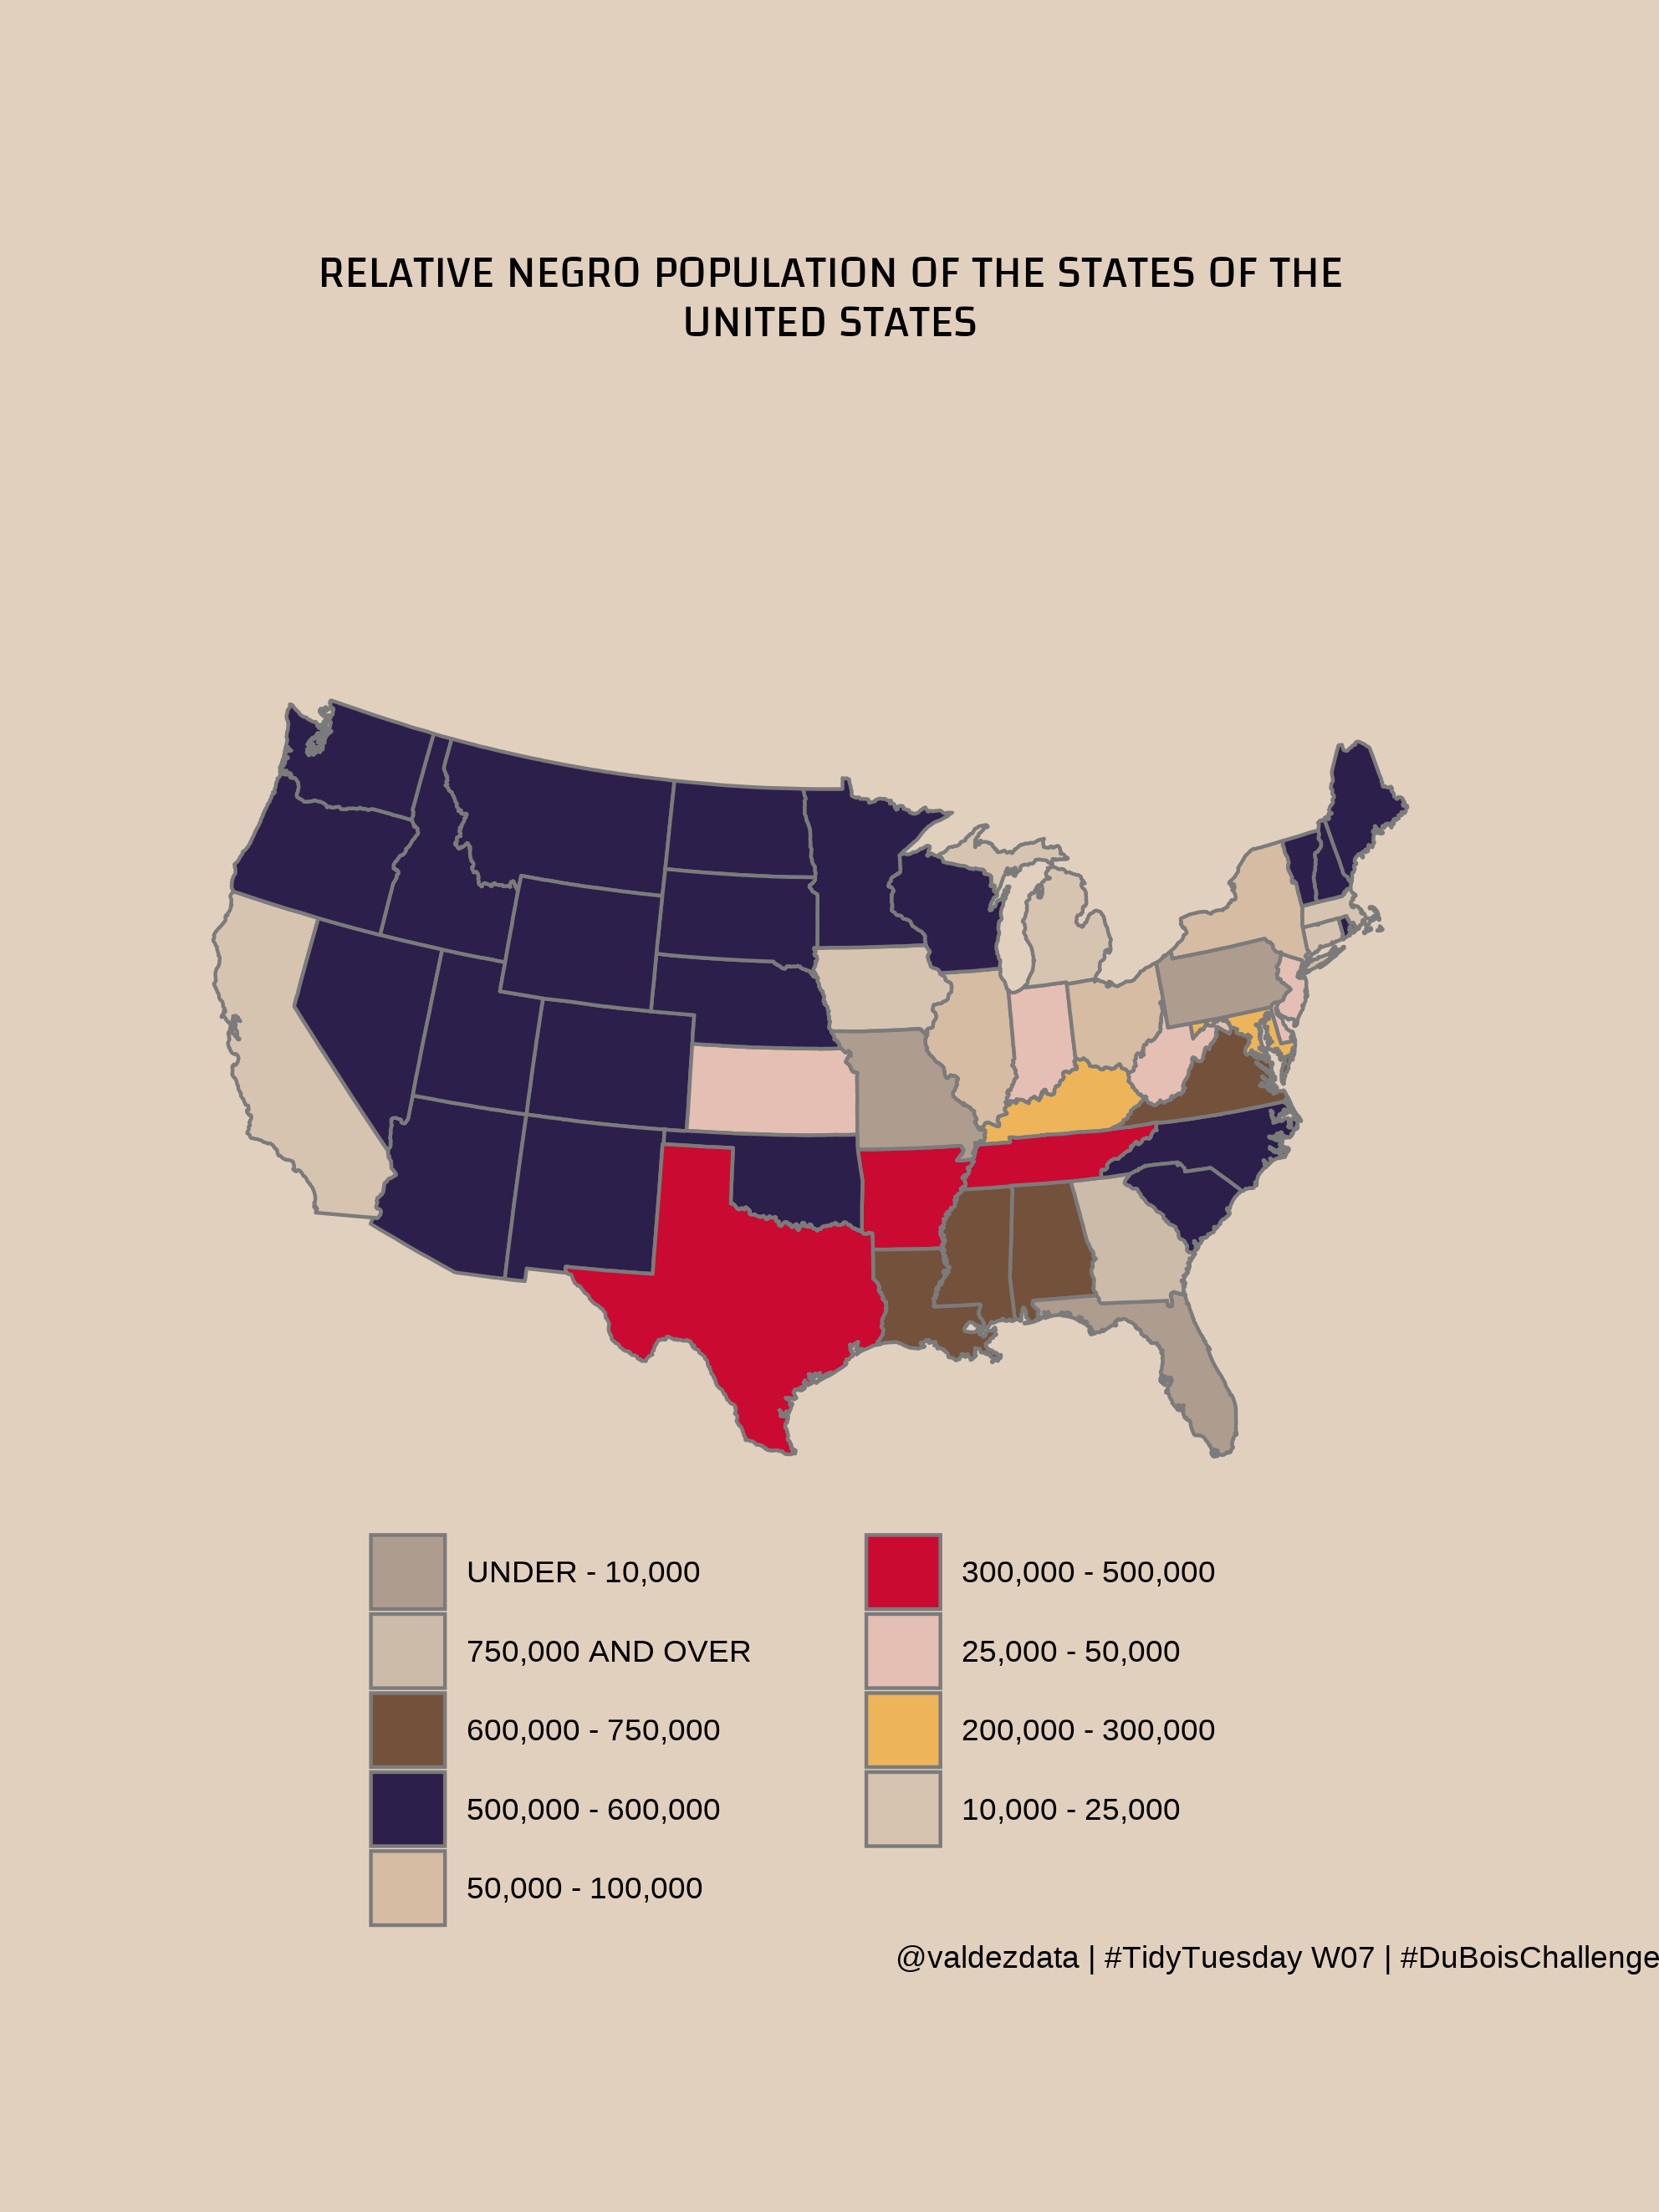 RELATIVE NEGRO POPULATION OF THE STATES OF THE
UNITED STATES
UNDER - 10,000
750,000 AND OVER
600,000 - 750,000
500,000 - 600,000
50,000 - 100,000
300,000 - 500,000
25,000 - 50,000
200,000 - 300,000
10,000 - 25,000
@valdezdata | #TidyTuesday W07 | #DuBoisChallenge